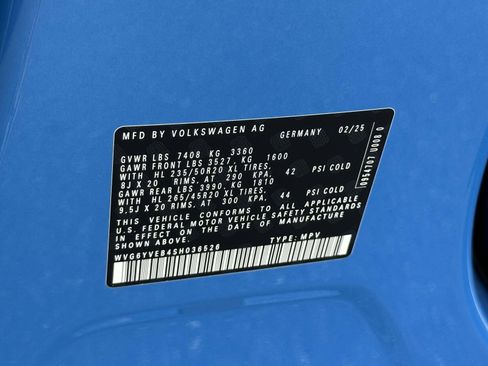 MFD BY VOLKSWAGEN AG GERMANY 02/25
GVWR LBS 7408 KG 3360
GAWR FRONT LBS 3527, KG 1600
WITH HL 235/50R20 XL TIRES,
8J X 20 RIMS, AT 290 KPA, 42 PSI COLD
GAWR REAR LBS 3990, KG 1810
WITH HL 265/45R20 XL TIRES,
9,5J X 20 RIMS, AT 300 KPA, 44 PSI COLD
THIS VEHICLE CONFORMS TO ALL APPLICABLE
U.S. FEDERAL MOTOR VEHICLE SAFETY STANDARDS
IN EFFECT ON THE DATE OF MANUFACTURE
SHOWN ABOVE.
WVG6YVEB4SH036526 TYPE: MPV
0934707 U008 0